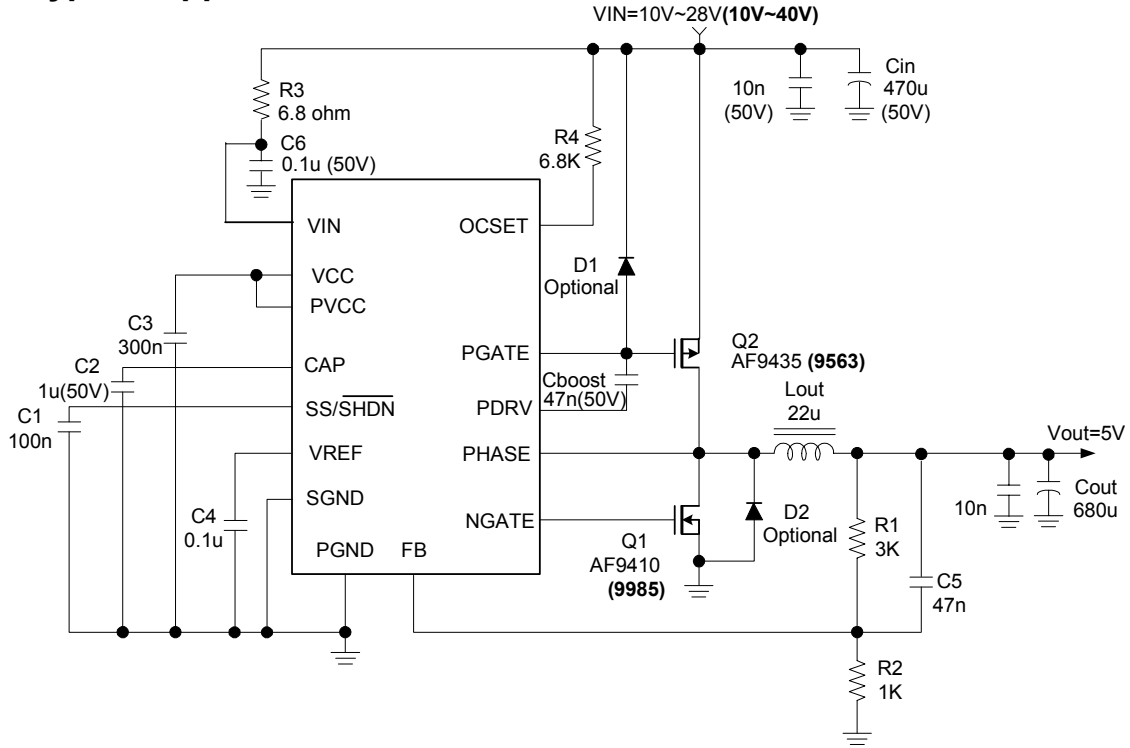 VIN=10V~28V(10V~40V)
R3
6.8 ohm
C6
0.1u (50V)
R4
6.8K
10n
(50V)
Cin
470u
(50V)
VIN
OCSET
VCC
PVCC
D1
Optional
C3
300n
C2
1u(50V)
C1
100n
CAP
PGATE
Cboost
47n(50V)
Q2
AF9435 (9563)
Lout
22u
SS/SHDN
PDRV
VREF
PHASE
Vout=5V
SGND
C4
0.1u
NGATE
D2
Optional
10n
Cout
680u
PGND
FB
Q1
AF9410
(9985)
R1
3K
C5
47n
R2
1K